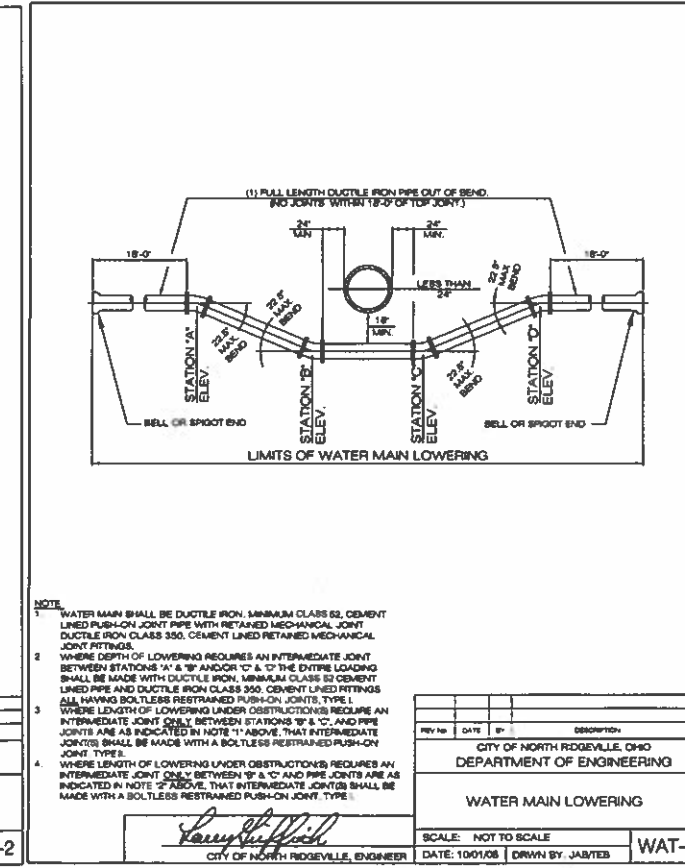 (1) FULL LENGTH DUCTILE IRON PIPE OUT OF BEND.
(NO JOINTS WITHIN 18'-0" OF TOP JOINT.)
24"
MIN.
24"
MIN.
18'-0"
18'-0"
LESS THAN
24"
18"
MIN.
22.5°
MAX
BEND
22.5°
MAX
BEND
22.5°
MAX
BEND
22.5°
MAX
BEND
STATION "A"
ELEV.
STATION "B"
ELEV.
STATION "C"
ELEV.
STATION "D"
ELEV.
BELL OR SPIGOT END
BELL OR SPIGOT END
LIMITS OF WATER MAIN LOWERING
NOTE
1 WATER MAIN SHALL BE DUCTILE IRON, MINIMUM CLASS 52, CEMENT
LINED PUSH-ON JOINT PIPE WITH RETAINED MECHANICAL JOINT
DUCTILE IRON CLASS 350, CEMENT LINED RETAINED MECHANICAL
JOINT FITTINGS.
2 WHERE DEPTH OF LOWERING REQUIRES AN INTERMEDIATE JOINT
BETWEEN STATIONS "A" & "B" AND/OR "C" & "D" THE ENTIRE LOADING
SHALL BE MADE WITH DUCTILE IRON, MINIMUM CLASS 52 CEMENT
LINED PIPE AND DUCTILE IRON CLASS 350, CEMENT LINED FITTINGS
ALL HAVING BOLTLESS RESTRAINED PUSH-ON JOINTS, TYPE I.
3 WHERE LENGTH OF LOWERING UNDER OBSTRUCTION(S) REQUIRES AN
INTERMEDIATE JOINT ONLY BETWEEN STATIONS "B" & "C", AND PIPE
JOINTS ARE AS INDICATED IN NOTE "1" ABOVE, THAT INTERMEDIATE
JOINT(S) SHALL BE MADE WITH A BOLTLESS RESTRAINED PUSH-ON
JOINT, TYPE II.
4. WHERE LENGTH OF LOWERING UNDER OBSTRUCTION(S) REQUIRES AN
INTERMEDIATE JOINT ONLY BETWEEN "B" & "C" AND PIPE JOINTS ARE AS
INDICATED IN NOTE "2" ABOVE, THAT INTERMEDIATE JOINT(S) SHALL BE
MADE WITH A BOLTLESS RESTRAINED PUSH-ON JOINT, TYPE I.
CITY OF NORTH RIDGEVILLE, ENGINEER
REV No DATE BY DESCRIPTION
CITY OF NORTH RIDGEVILLE, OHIO
DEPARTMENT OF ENGINEERING
WATER MAIN LOWERING
SCALE: NOT TO SCALE
DATE: 10/01/08 DRWN BY: JAB/TEB
WAT-
-2